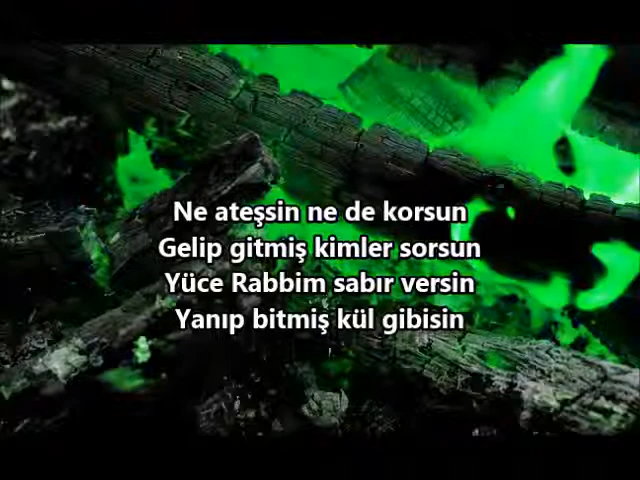 Ne ateşsin ne de korsun
Gelip gitmiş kimler sorsun
Yüce Rabbim sabır versin
Yanıp bitmiş kül gibisin